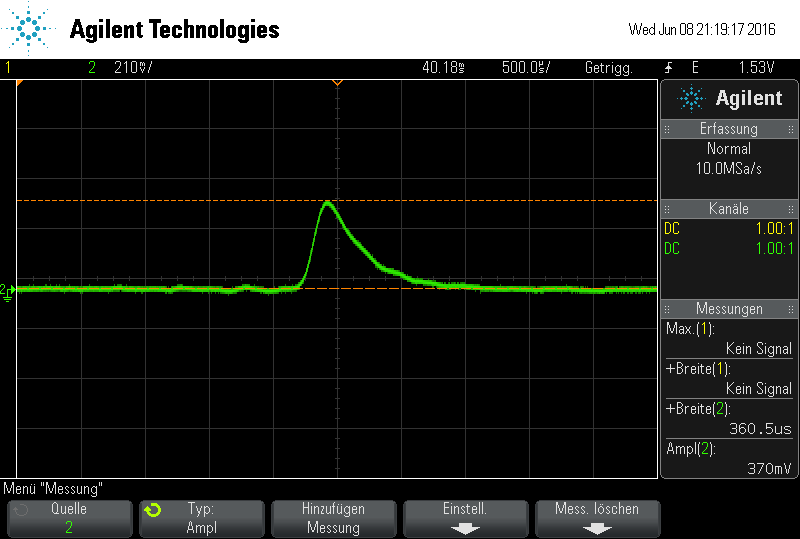 Agilent Technologies
Wed Jun 08 21:19:17 2016
1 2 210mV/ 40.18ms 500.0us/ Getrigg. E 1.53V
Agilent
Erfassung
Normal
10.0MSa/s
Kanäle
DC 1.00:1
DC 1.00:1
Messungen
Max.(1):
Kein Signal
+Breite(1):
Kein Signal
+Breite(2):
360.5us
Ampl(2):
370mV
2
Menü "Messung"
Quelle
2
Typ:
Ampl
Hinzufügen
Messung
Einstell.
Mess. löschen